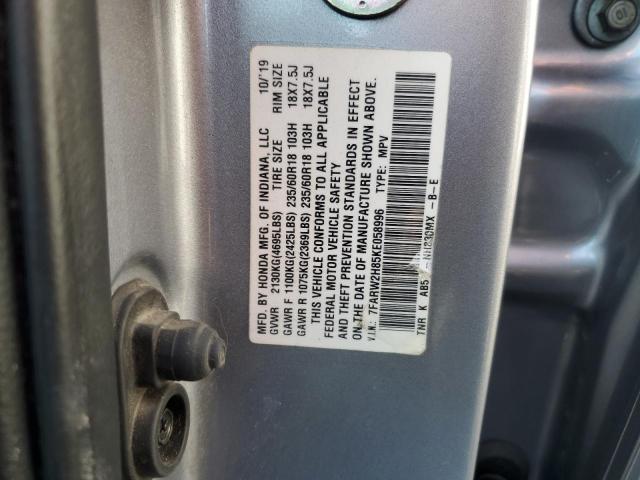 MFD. BY HONDA MFG. OF INDIANA, LLC 10/'19
GVWR 2130KG(4695LBS) TIRE SIZE RIM SIZE
GAWR F 1100KG(2425LBS) 235/60R18 103H 18X7.5J
GAWR R 1075KG(2369LBS) 235/60R18 103H 18X7.5J
THIS VEHICLE CONFORMS TO ALL APPLICABLE
FEDERAL MOTOR VEHICLE SAFETY
AND THEFT PREVENTION STANDARDS IN EFFECT
ON THE DATE OF MANUFACTURE SHOWN ABOVE.
V.I.N.: 7FARW2H85KE058996 TYPE: MPV
7NR K AB5 -B-E